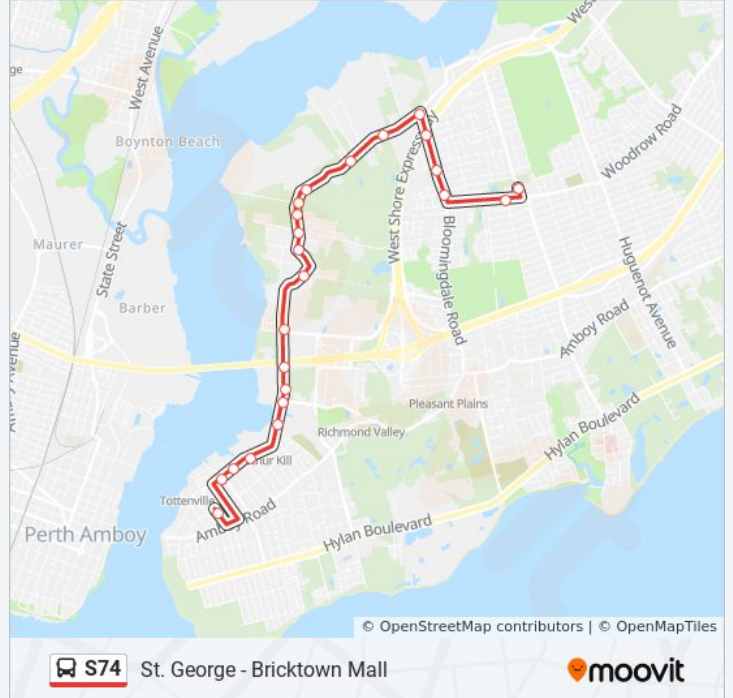 West Avenue
Boynton Beach
West Shore Expressway
Woodrow Road
Maurer
State Street
Bloomingdale Road
Huguenot Avenue
Barber
Amboy Road
Avenue
Pleasant Plains
Richmond Valley
Hylan Boulevard
Tottenville
Amboy Road
Perth Amboy
Hylan Boulevard
© OpenStreetMap contributors | © OpenMapTiles
S74 St. George - Bricktown Mall
moovit